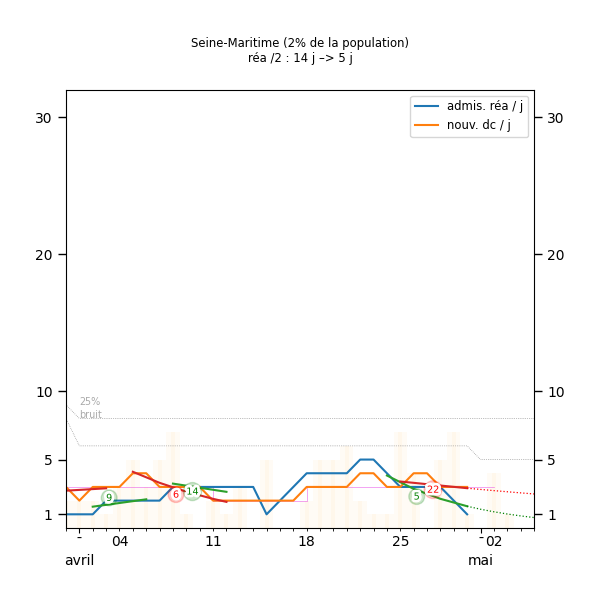 Seine-Maritime (2% de la population)
réa /2 : 14 j –> 5 j
admis. réa / j
nouv. dc / j
30 30
20 20
10 10
25%
bruit
5 5
1 1
9 6 14 5 22
- 04 11 18 25 - 02
avril mai